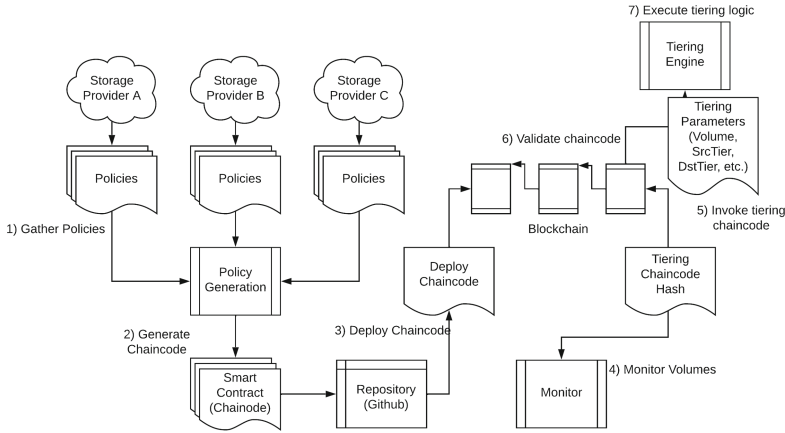 7) Execute tiering logic
Tiering
Engine
Storage
Provider A
Storage
Provider B
Storage
Provider C
Tiering
Parameters
(Volume,
SrcTier,
DstTier, etc.)
6) Validate chaincode
Policies
Policies
Policies
1) Gather Policies
Blockchain
5) Invoke tiering
chaincode
Policy
Generation
Deploy
Chaincode
Tiering
Chaincode
Hash
2) Generate
Chaincode
3) Deploy Chaincode
Smart
Contract
(Chainode)
Repository
(Github)
Monitor
4) Monitor Volumes